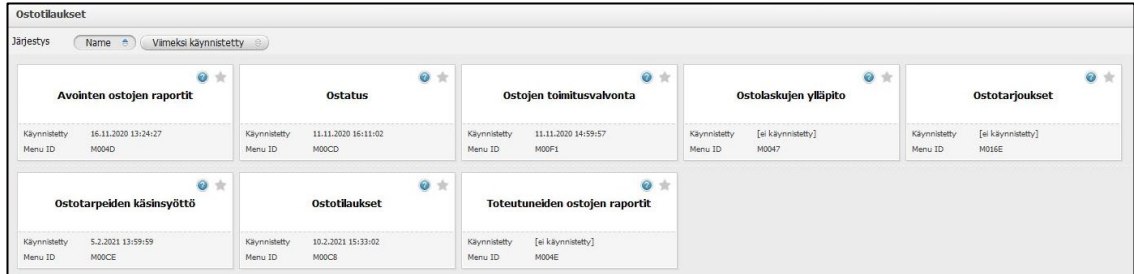 Ostotilaukset
Järjestys Name Viimeksi käynnistetty
Avointen ostojen raportit
Käynnistetty 16.11.2020 13:24:27
Menu ID M004D
Ostatus
Käynnistetty 11.11.2020 16:11:02
Menu ID M00CD
Ostojen toimitusvalvonta
Käynnistetty 11.11.2020 14:59:57
Menu ID M00F1
Ostolaskujen ylläpito
Käynnistetty [ei käynnistetty]
Menu ID M0047
Ostotarjoukset
Käynnistetty [ei käynnistetty]
Menu ID M016E
Ostotarpeiden käsinsyöttö
Käynnistetty 5.2.2021 13:59:59
Menu ID M00CE
Ostotilaukset
Käynnistetty 10.2.2021 15:33:02
Menu ID M00C8
Toteutuneiden ostojen raportit
Käynnistetty [ei käynnistetty]
Menu ID M004E